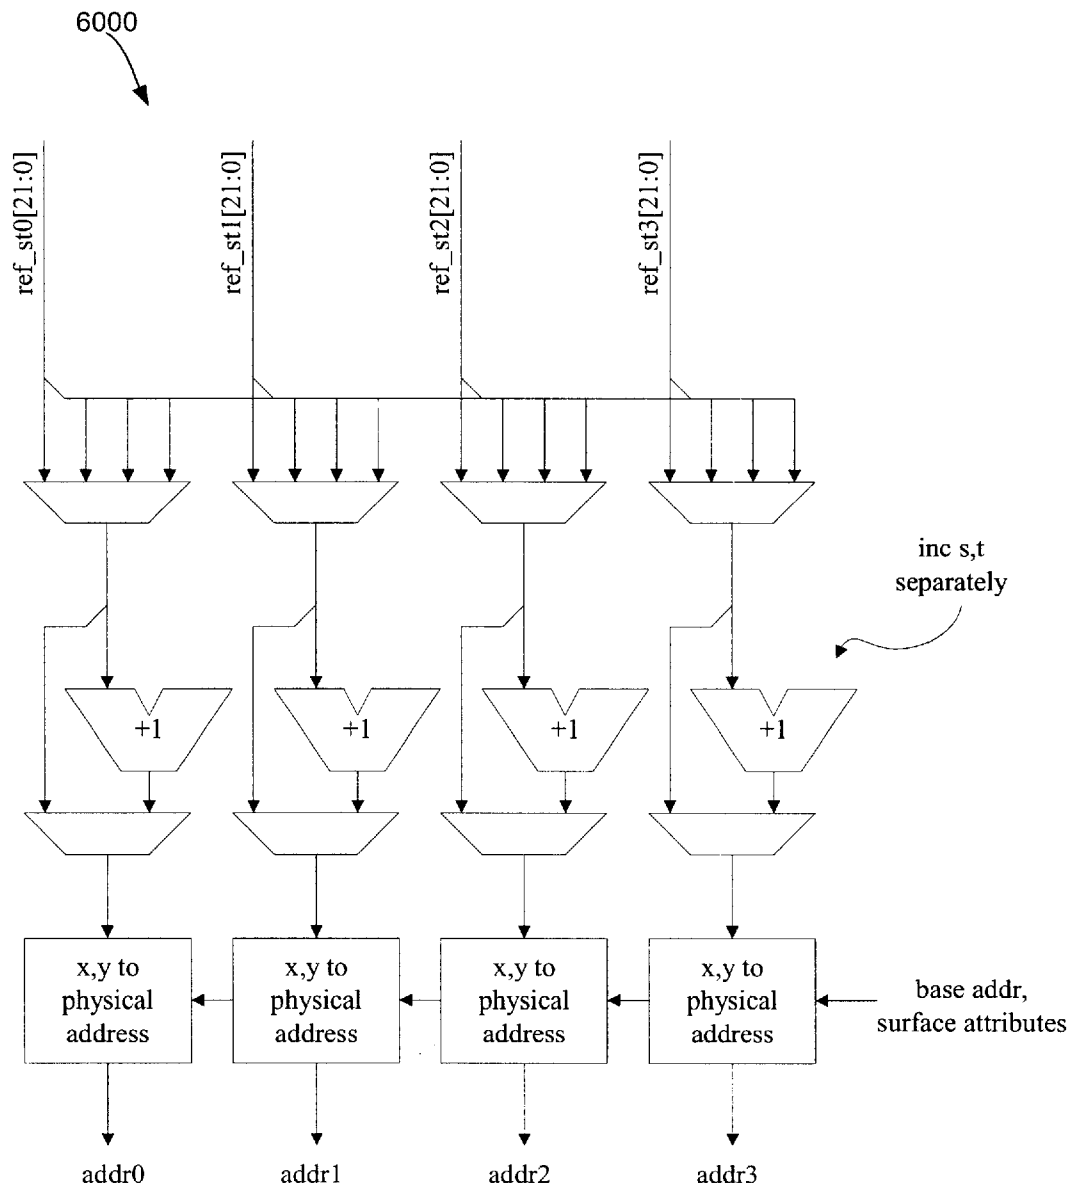 6000
ref_st0[21:0]
ref_st1[21:0]
ref_st2[21:0]
ref_st3[21:0]
inc s,t
separately
+1
+1
+1
+1
x,y to
physical
address
x,y to
physical
address
x,y to
physical
address
x,y to
physical
address
base addr,
surface attributes
addr0
addr1
addr2
addr3